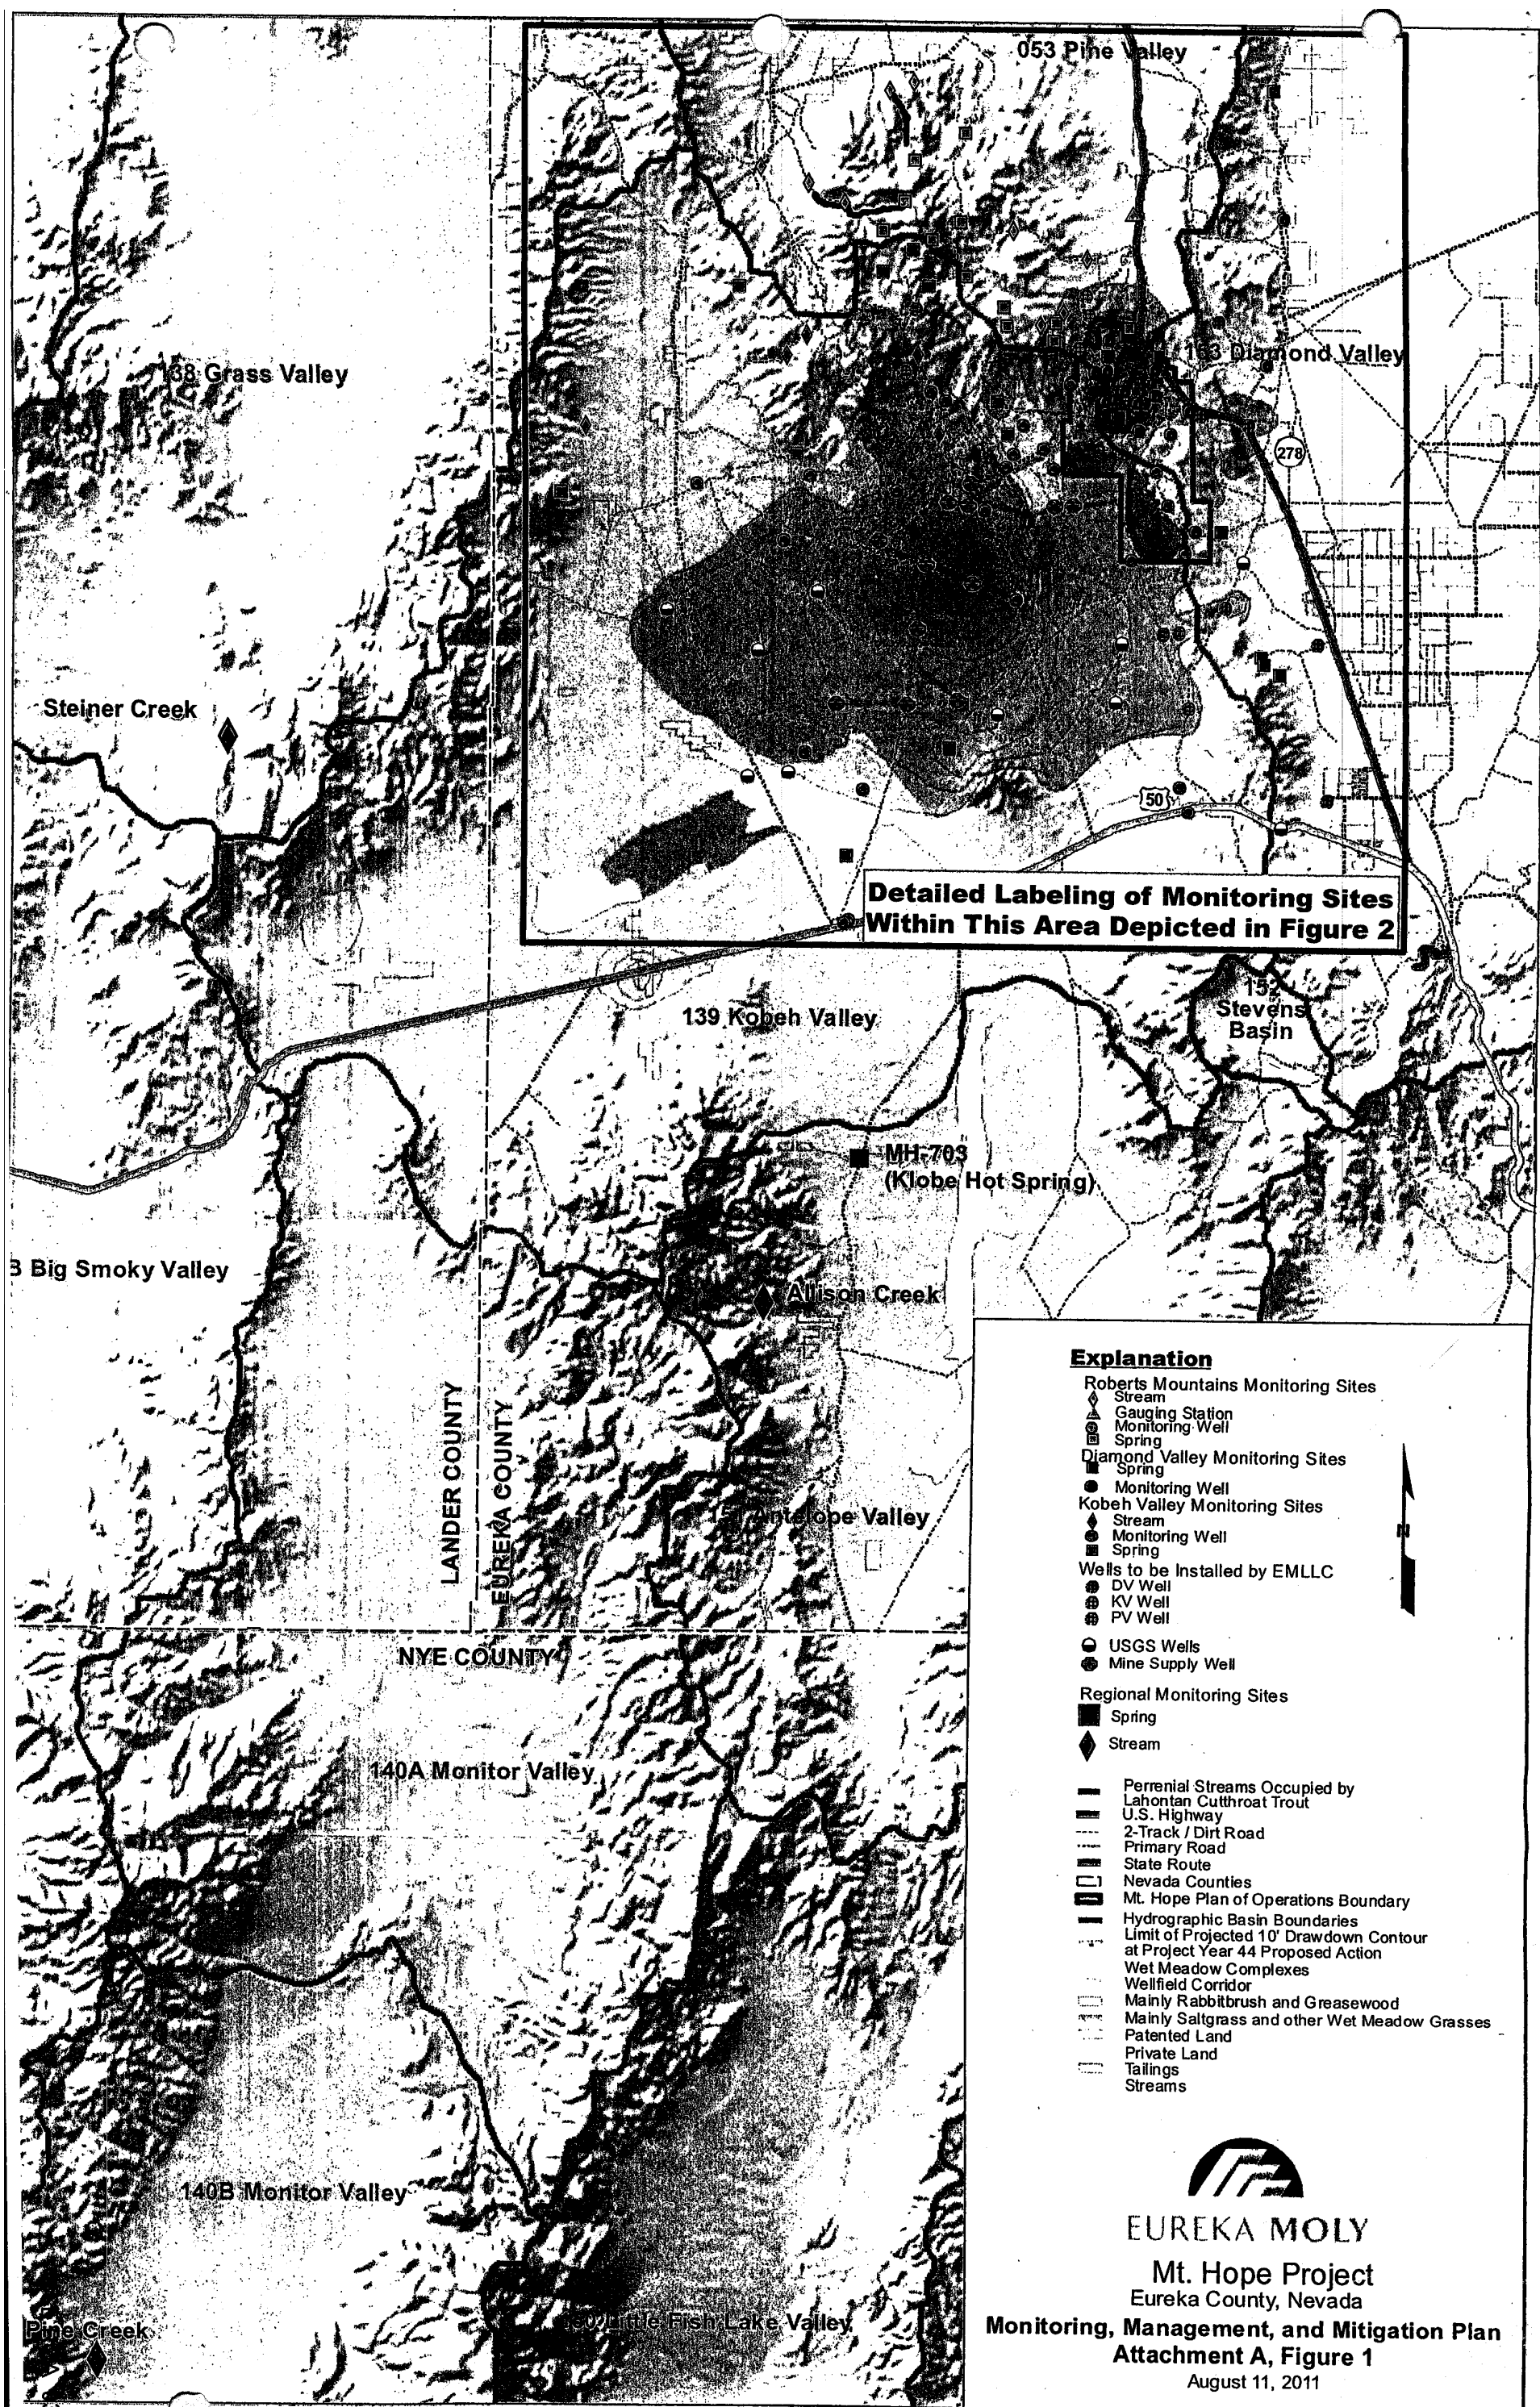 053 Pine Valley
138 Grass Valley
153 Diamond Valley
278
Steiner Creek
50
Detailed Labeling of Monitoring Sites
Within This Area Depicted in Figure 2
139 Kobeh Valley
152
Stevens
Basin
MH-703
(Klobe Hot Spring)
B Big Smoky Valley
Allison Creek
LANDER COUNTY
EUREKA COUNTY
Antelope Valley
NYE COUNTY
140A Monitor Valley
140B Monitor Valley
Little Fish Lake Valley
Pine Creek
Explanation
Roberts Mountains Monitoring Sites
Stream
Gauging Station
Monitoring Well
Spring
Diamond Valley Monitoring Sites
Spring
Monitoring Well
Kobeh Valley Monitoring Sites
Stream
Monitoring Well
Spring
Wells to be Installed by EMLLC
DV Well
KV Well
PV Well
USGS Wells
Mine Supply Well
Regional Monitoring Sites
Spring
Stream
N
Perrenial Streams Occupied by
Lahontan Cutthroat Trout
U.S. Highway
2-Track / Dirt Road
Primary Road
State Route
Nevada Counties
Mt. Hope Plan of Operations Boundary
Hydrographic Basin Boundaries
Limit of Projected 10' Drawdown Contour
at Project Year 44 Proposed Action
Wet Meadow Complexes
Wellfield Corridor
Mainly Rabbitbrush and Greasewood
Mainly Saltgrass and other Wet Meadow Grasses
Patented Land
Private Land
Tailings
Streams
EUREKA MOLY
Mt. Hope Project
Eureka County, Nevada
Monitoring, Management, and Mitigation Plan
Attachment A, Figure 1
August 11, 2011